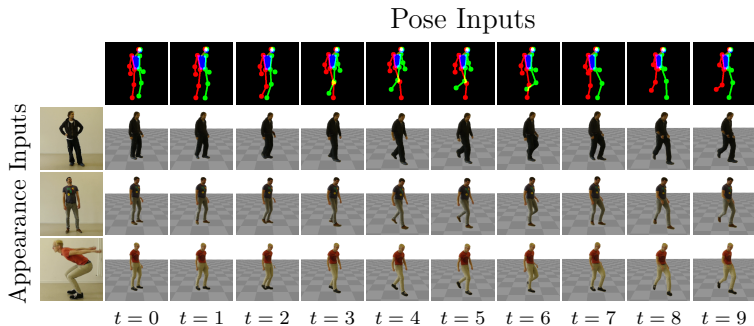 Pose Inputs
Appearance Inputs
t = 0 t = 1 t = 2 t = 3 t = 4 t = 5 t = 6 t = 7 t = 8 t = 9